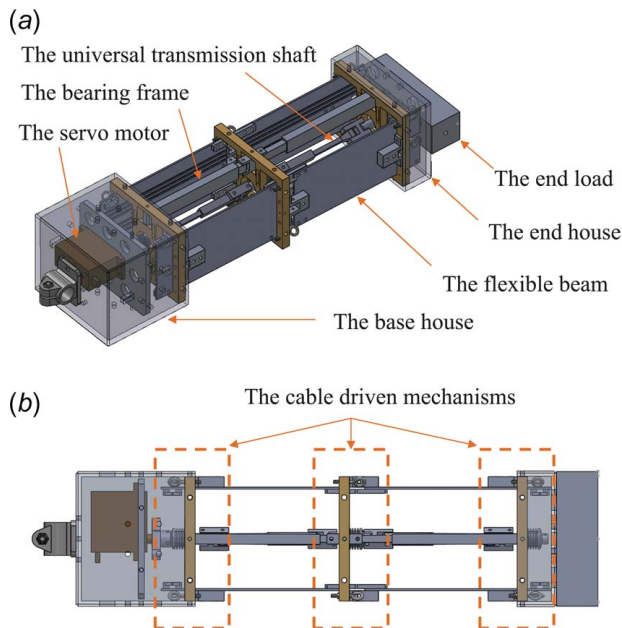 (a)
The universal transmission shaft
The bearing frame
The servo motor
The end load
The end house
The flexible beam
The base house
(b)
The cable driven mechanisms